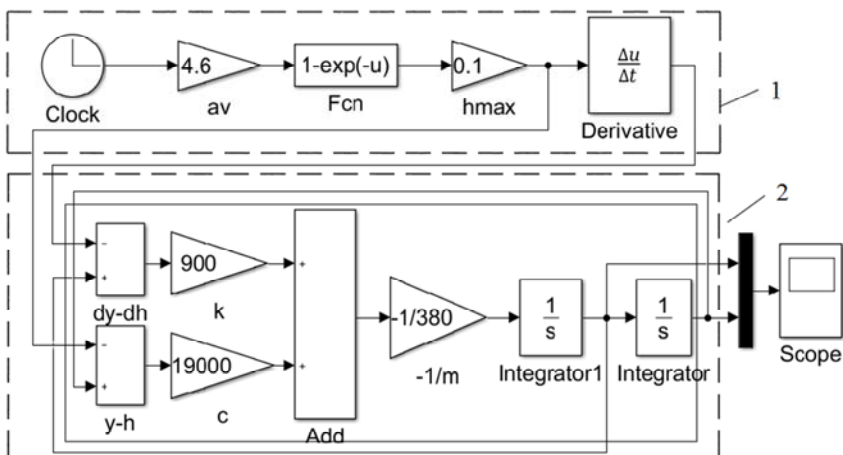 4.6
1-exp(-u)
0.1
Δu
Δt
Clock
av
Fcn
hmax
Derivative
1
2
-
+
900
dy-dh
k
+
-1/380
1
s
1
s
-
+
19000
+
y-h
c
Add
-1/m
Integrator1
Integrator
Scope